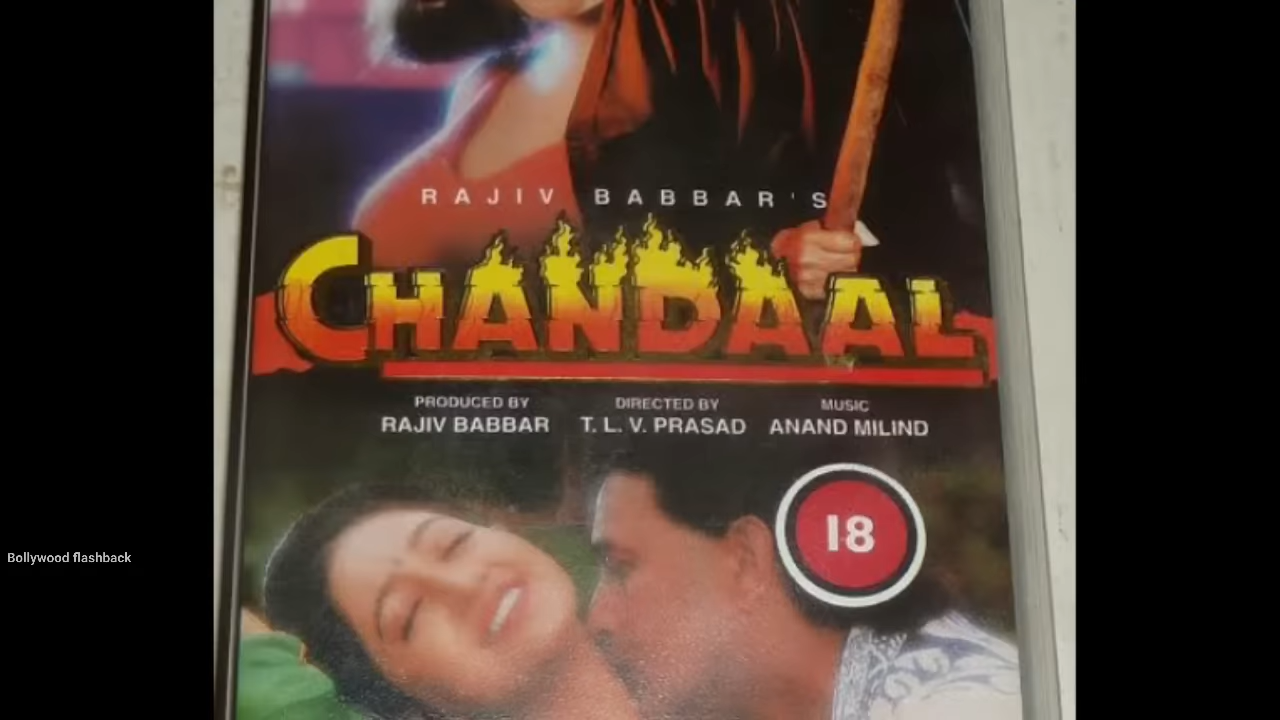 RAJIV BABBAR'S
CHANDAAL
PRODUCED BY DIRECTED BY MUSIC
RAJIV BABBAR T. L. V. PRASAD ANAND MILIND
18
Bollywood flashback